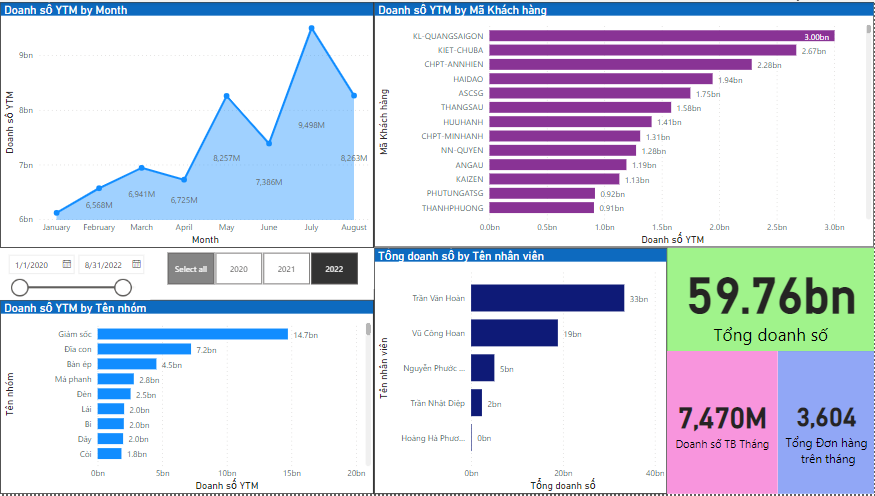 Doanh số YTM by Month
Doanh số YTM
9bn
8bn
7bn
6bn
6,568M
6,941M
6,725M
8,257M
7,386M
9,498M
8,263M
January
February
March
April
May
June
July
August
Month
Doanh số YTM by Mã Khách hàng
Mã Khách hàng
KL-QUANGSAIGON 3.00bn
KIET-CHUBA 2.67bn
CHPT-ANNHIEN 2.28bn
HAIDAO 1.94bn
ASCSG 1.75bn
THANGSAU 1.58bn
HUUHANH 1.41bn
CHPT-MINHANH 1.31bn
NN-QUYEN 1.28bn
ANGAU 1.19bn
KAIZEN 1.13bn
PHUTUNGATSG 0.92bn
THANHPHUONG 0.91bn
0.0bn 0.5bn 1.0bn 1.5bn 2.0bn 2.5bn 3.0bn
Doanh số YTM
1/1/2020 8/31/2022
Select all 2020 2021 2022
Doanh số YTM by Tên nhóm
Tên nhóm
Giảm sốc 14.7bn
Đĩa con 7.2bn
Bàn ép 4.5bn
Má phanh 2.8bn
Đèn 2.5bn
Lái 2.0bn
Bi 2.0bn
Dây 2.0bn
Còi 1.8bn
0bn 5bn 10bn 15bn 20bn
Doanh số YTM
Tổng doanh số by Tên nhân viên
Tên nhân viên
Trần Văn Hoàn 33bn
Vũ Công Hoan 19bn
Nguyễn Phước ... 5bn
Trần Nhật Diệp 2bn
Hoàng Hà Phươ... 0bn
0bn 20bn 40bn
Tổng doanh số
59.76bn
Tổng doanh số
7,470M
Doanh số TB Tháng
3,604
Tổng Đơn hàng
trên tháng